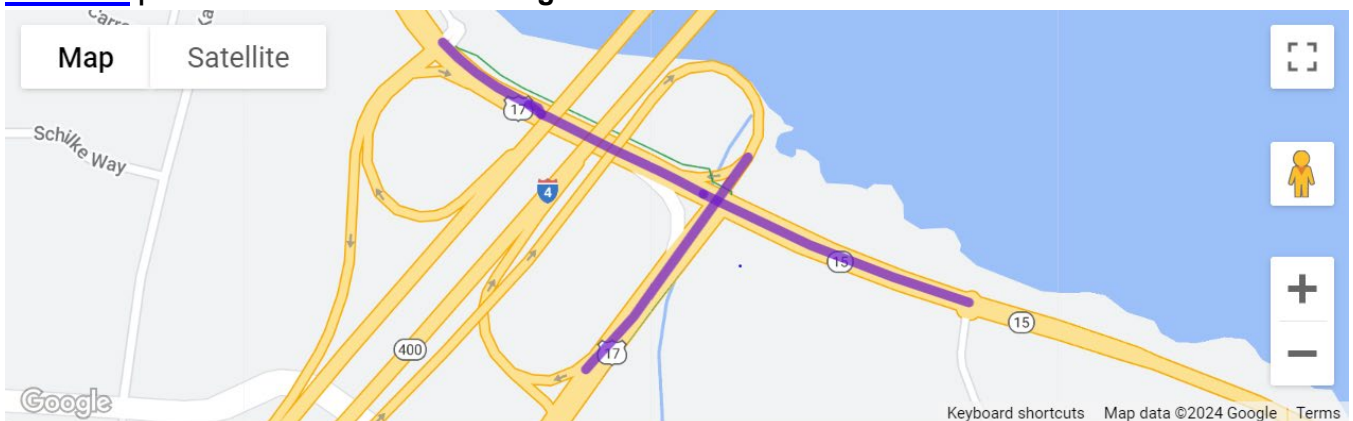 Map
Satellite
17
Schilke Way
4
15
15
400
17
Google
Keyboard shortcuts
Map data ©2024 Google
Terms